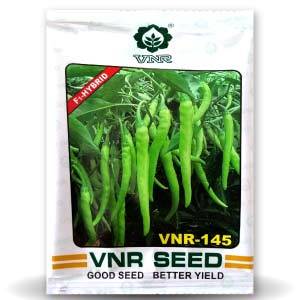 VNR
F1-HYBRID
VNR-145
VNR SEED
GOOD SEED BETTER YIELD